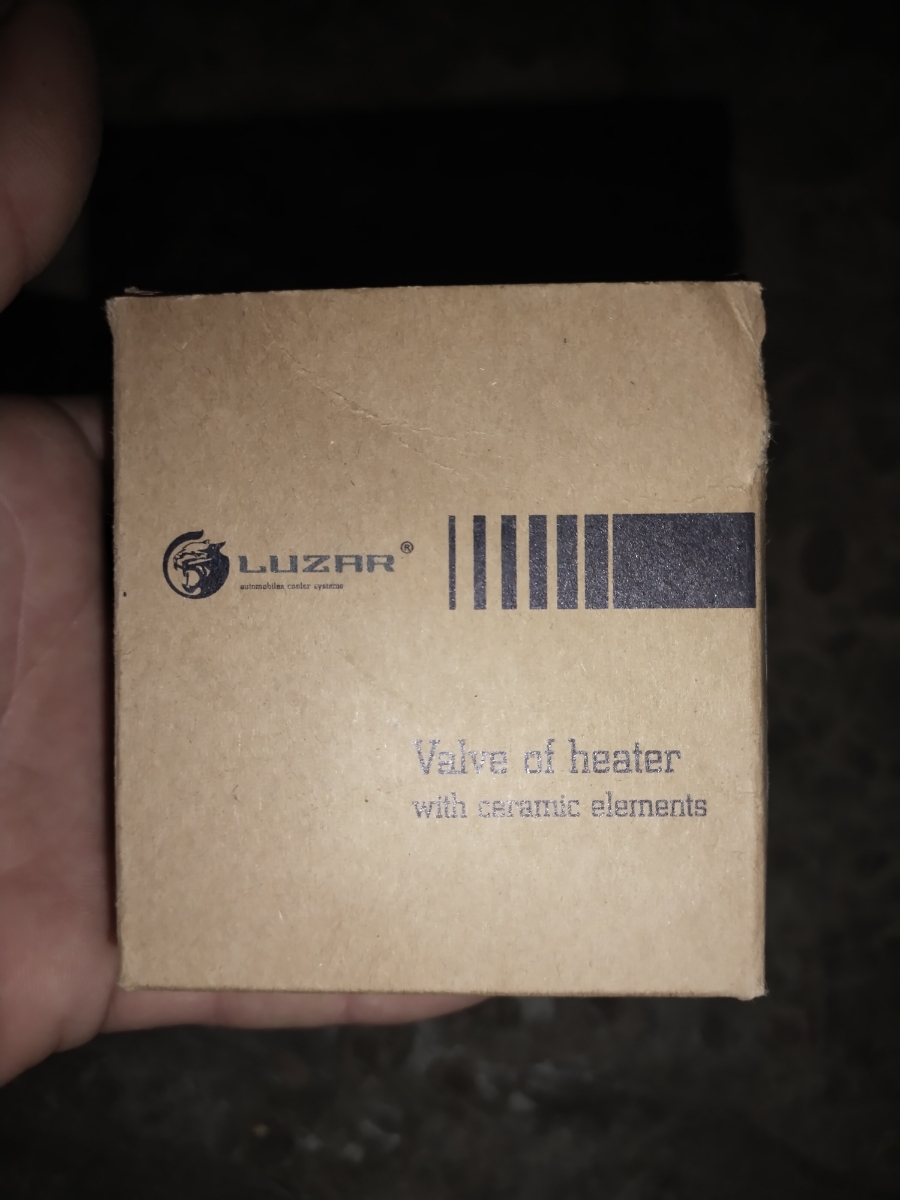 LUZAR®
automobiles cooler systems
Valve of heater
with ceramic elements